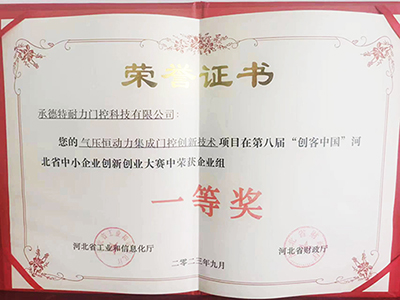 荣誉证书
承德特耐力门控科技有限公司：
您的 气压恒动力集成门控创新技术 项目在第八届“创客中国”河
北省中小企业创新创业大赛中荣获企业组
一等奖
河北省工业和信息化厅
河北省财政厅
二〇二三年九月